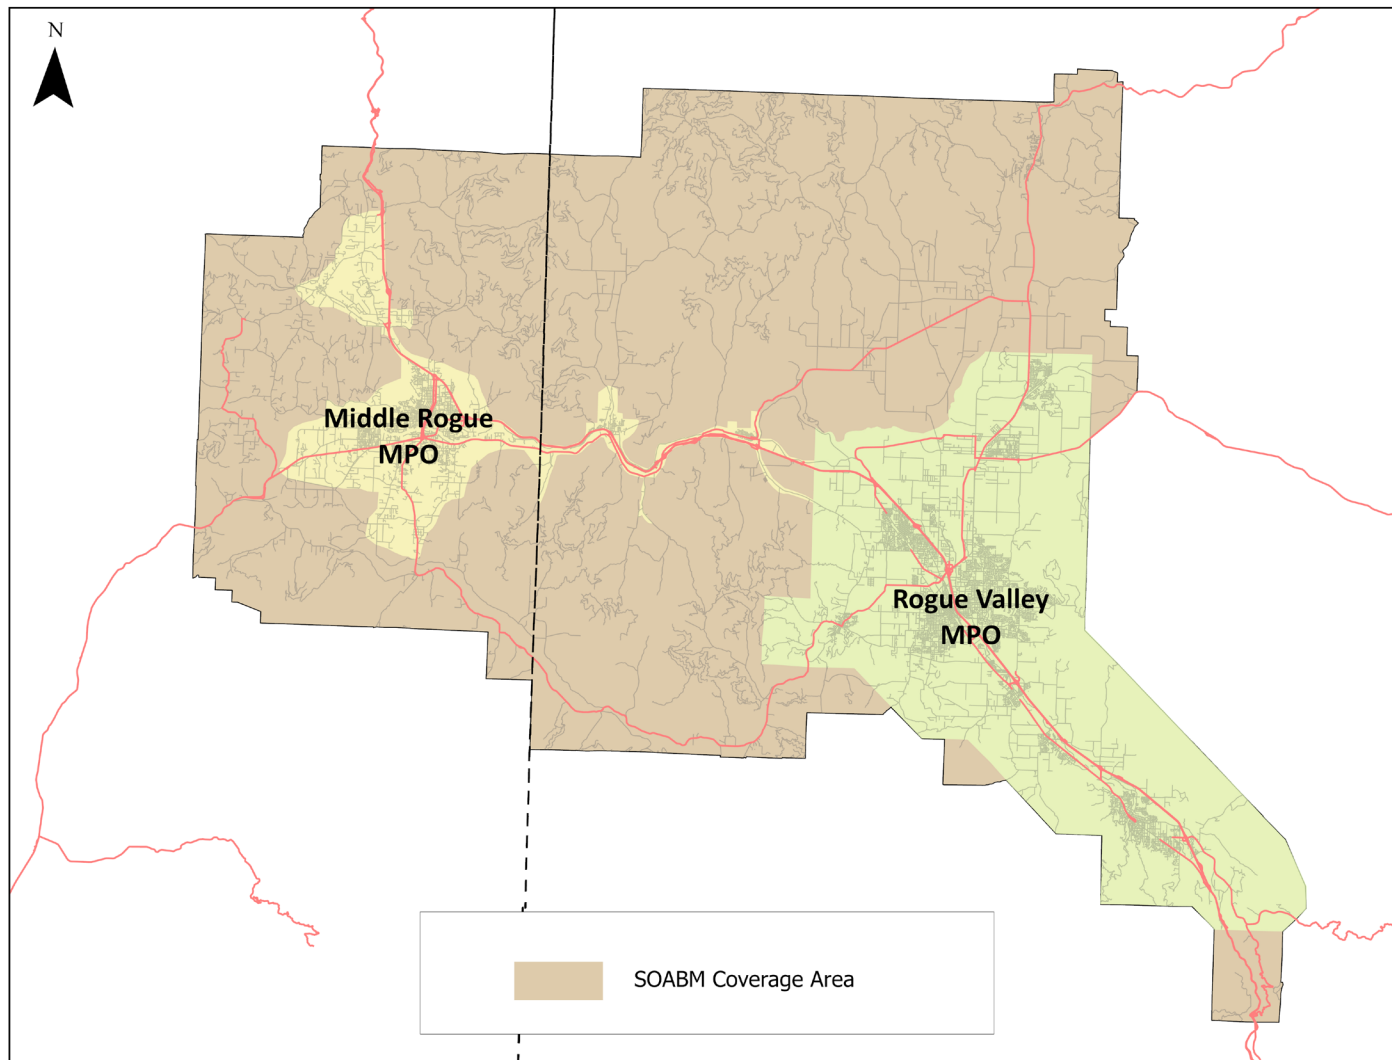 N
Middle Rogue
MPO
Rogue Valley
MPO
SOABM Coverage Area